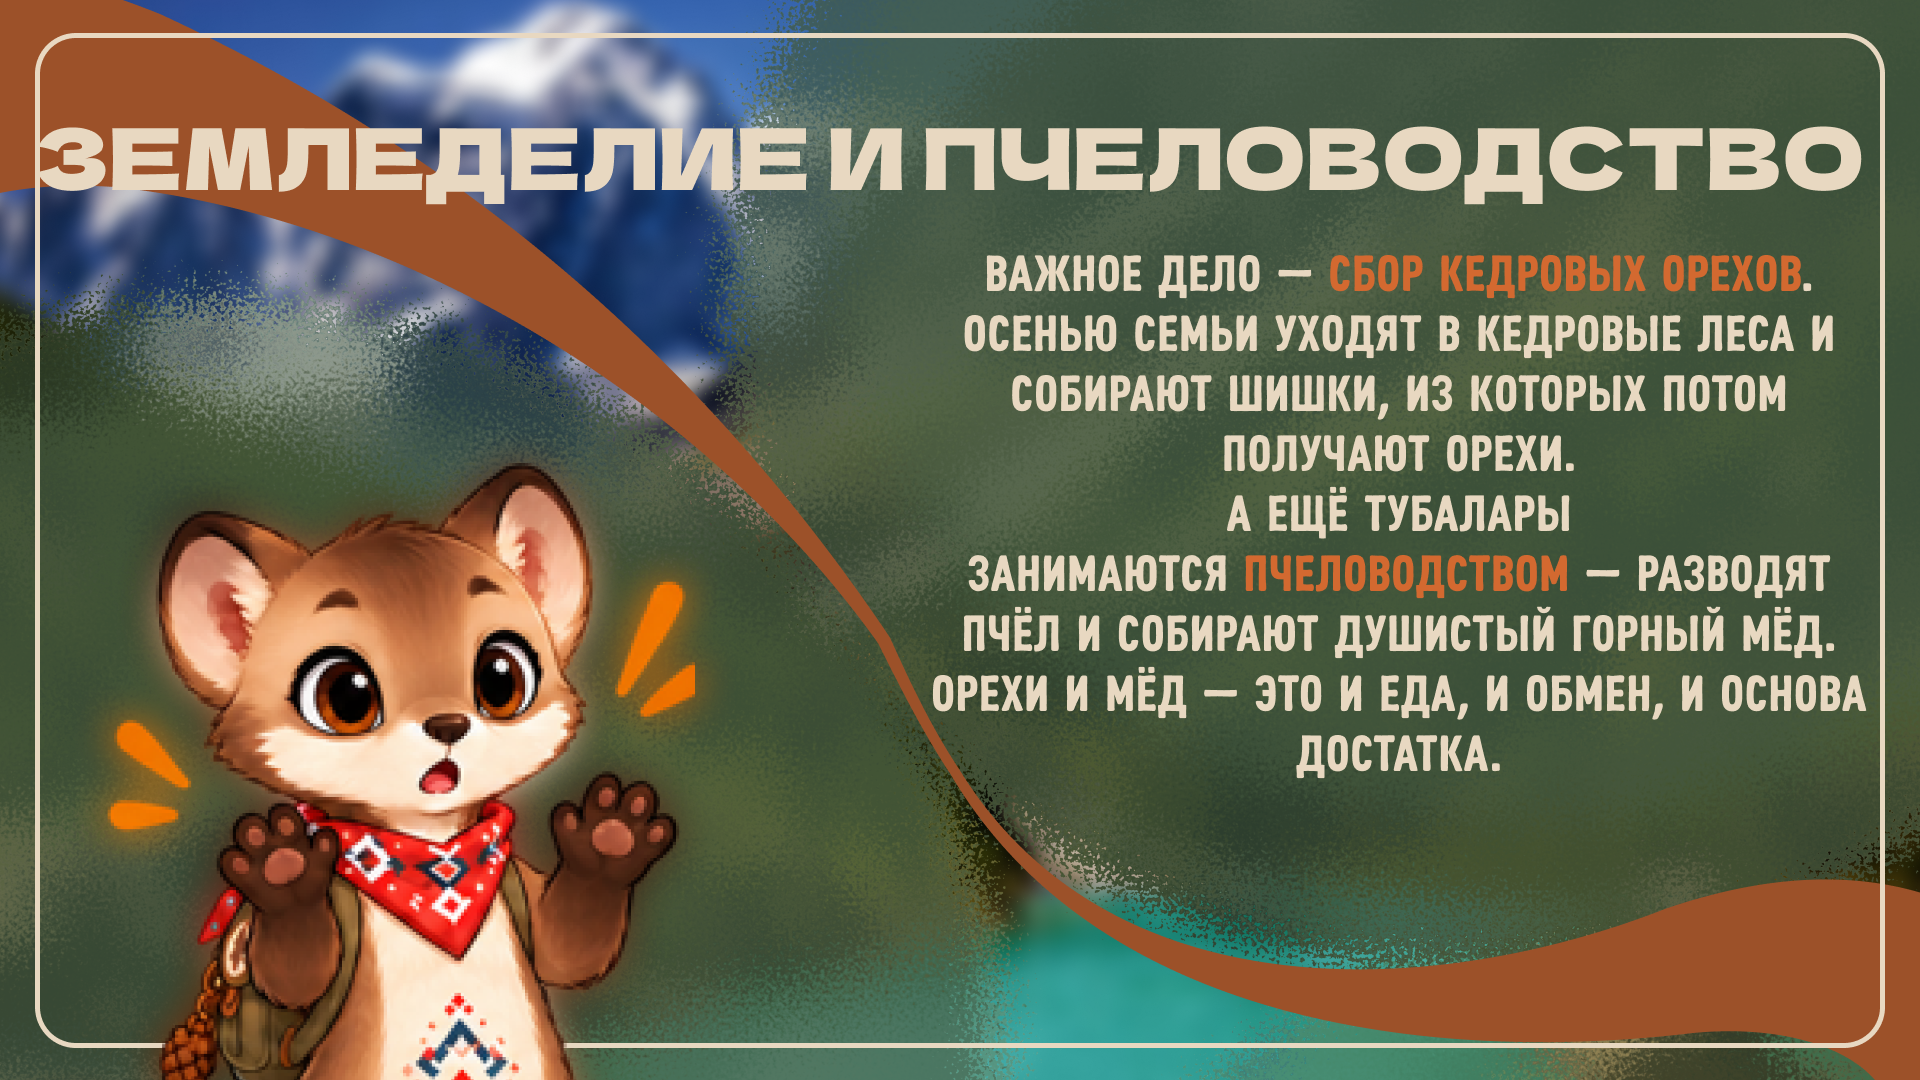 ЗЕМЛЕДЕЛИЕ И ПЧЕЛОВОДСТВО
ВАЖНОЕ ДЕЛО — СБОР КЕДРОВЫХ ОРЕХОВ.
ОСЕНЬЮ СЕМЬИ УХОДЯТ В КЕДРОВЫЕ ЛЕСА И
СОБИРАЮТ ШИШКИ, ИЗ КОТОРЫХ ПОТОМ
ПОЛУЧАЮТ ОРЕХИ.
А ЕЩЁ ТУБАЛАРЫ
ЗАНИМАЮТСЯ ПЧЕЛОВОДСТВОМ — РАЗВОДЯТ
ПЧЁЛ И СОБИРАЮТ ДУШИСТЫЙ ГОРНЫЙ МЁД.
ОРЕХИ И МЁД — ЭТО И ЕДА, И ОБМЕН, И ОСНОВА
ДОСТАТКА.